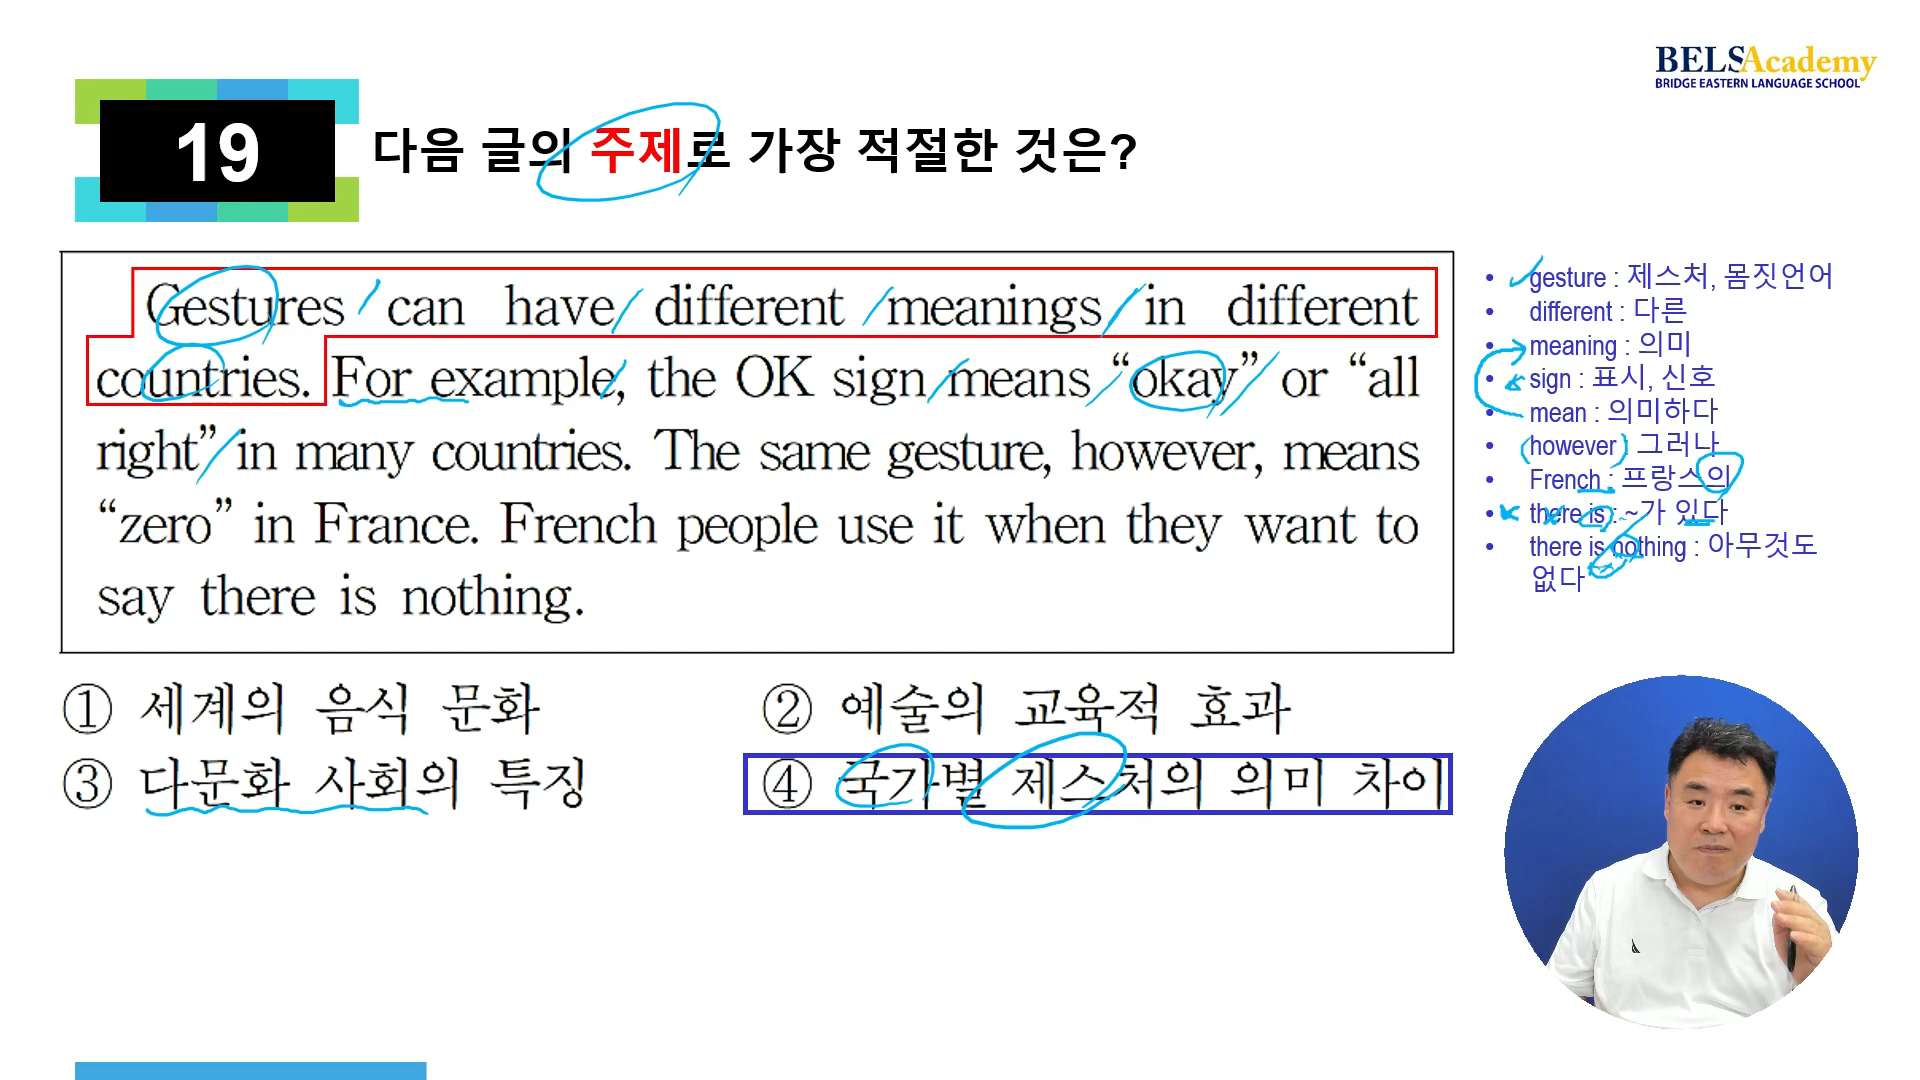 BELSAcademy
BRIDGE EASTERN LANGUAGE SCHOOL
19
다음 글의 주제로 가장 적절한 것은?
Gestures can have different meanings in different
countries. For example, the OK sign means “okay” or “all
right” in many countries. The same gesture, however, means
“zero” in France. French people use it when they want to
say there is nothing.
① 세계의 음식 문화
② 예술의 교육적 효과
③ 다문화 사회의 특징
④ 국가별 제스처의 의미 차이
• gesture : 제스처, 몸짓언어
• different : 다른
• meaning : 의미
• sign : 표시, 신호
• mean : 의미하다
• however : 그러나
• French : 프랑스의
• there is : ~가 있다
• there is nothing : 아무것도
없다